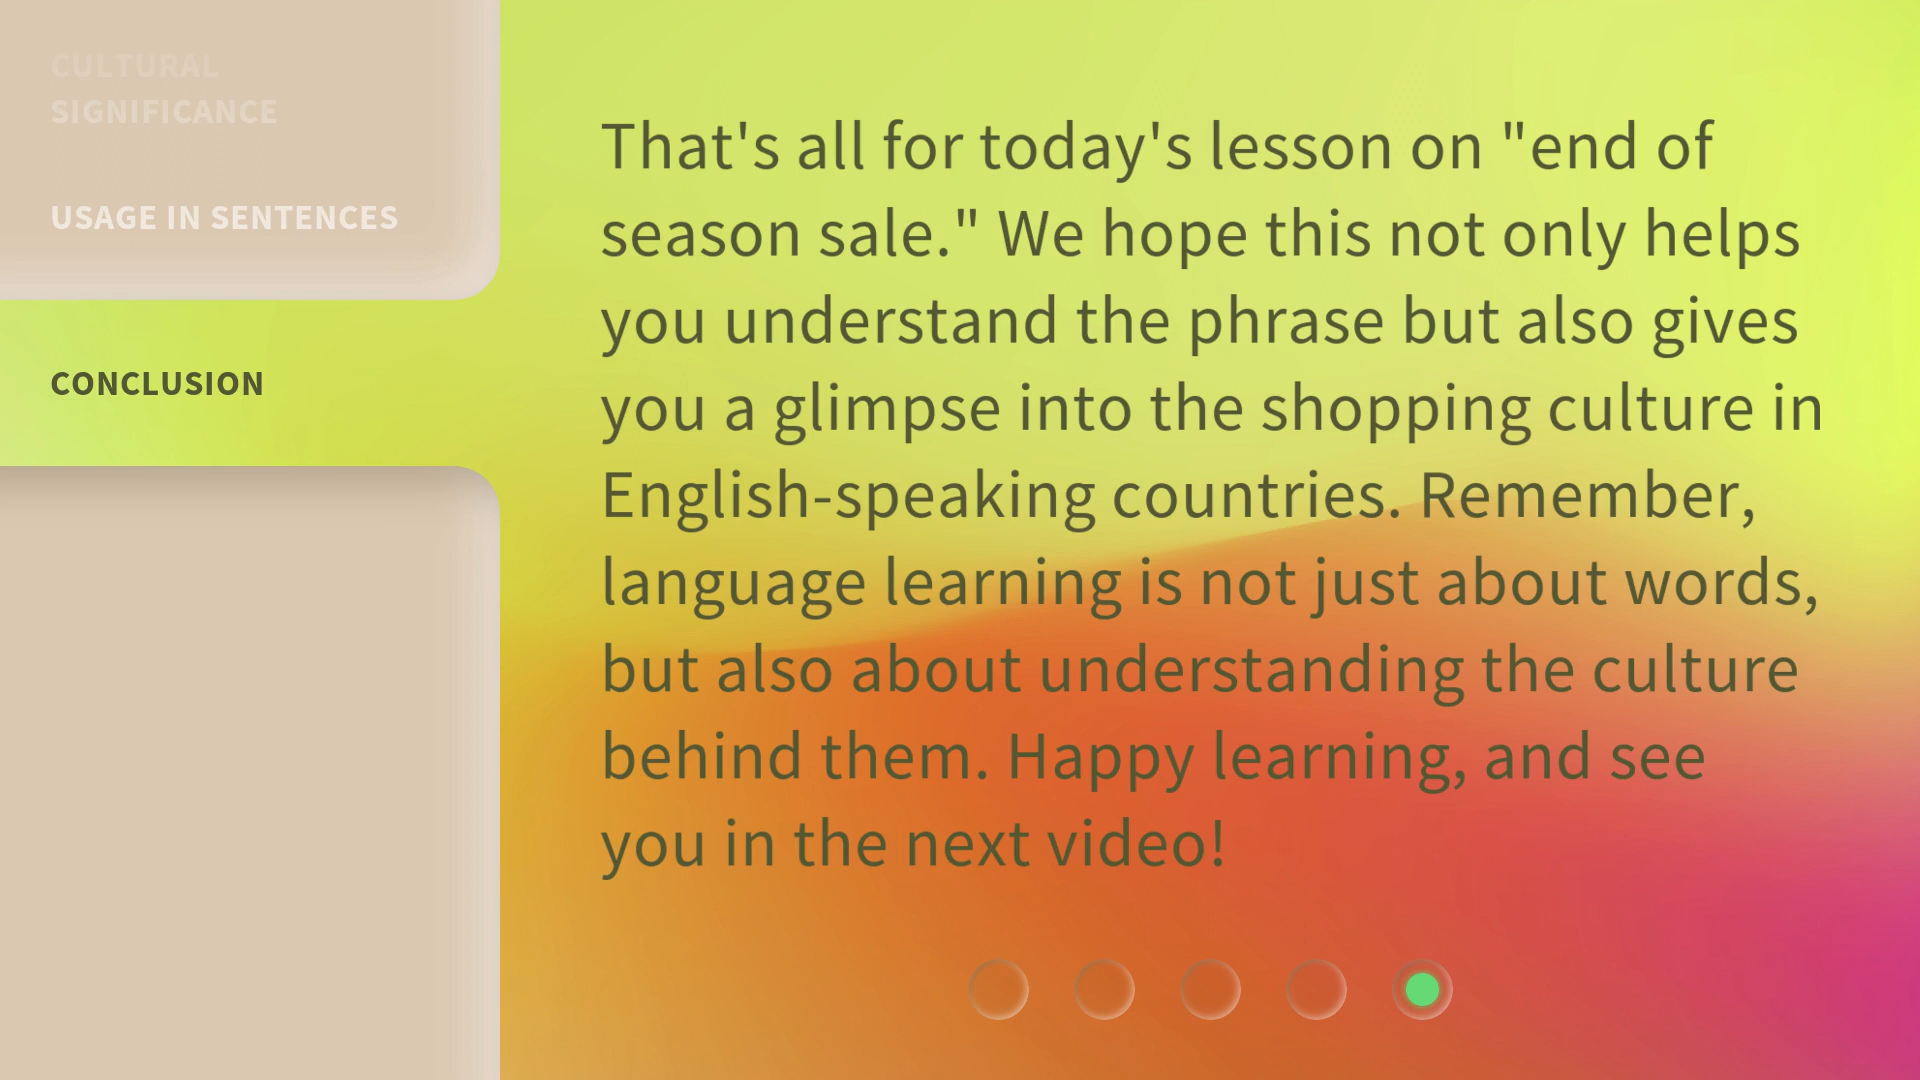 CULTURAL
SIGNIFICANCE
USAGE IN SENTENCES
CONCLUSION
That's all for today's lesson on "end of
season sale." We hope this not only helps
you understand the phrase but also gives
you a glimpse into the shopping culture in
English-speaking countries. Remember,
language learning is not just about words,
but also about understanding the culture
behind them. Happy learning, and see
you in the next video!